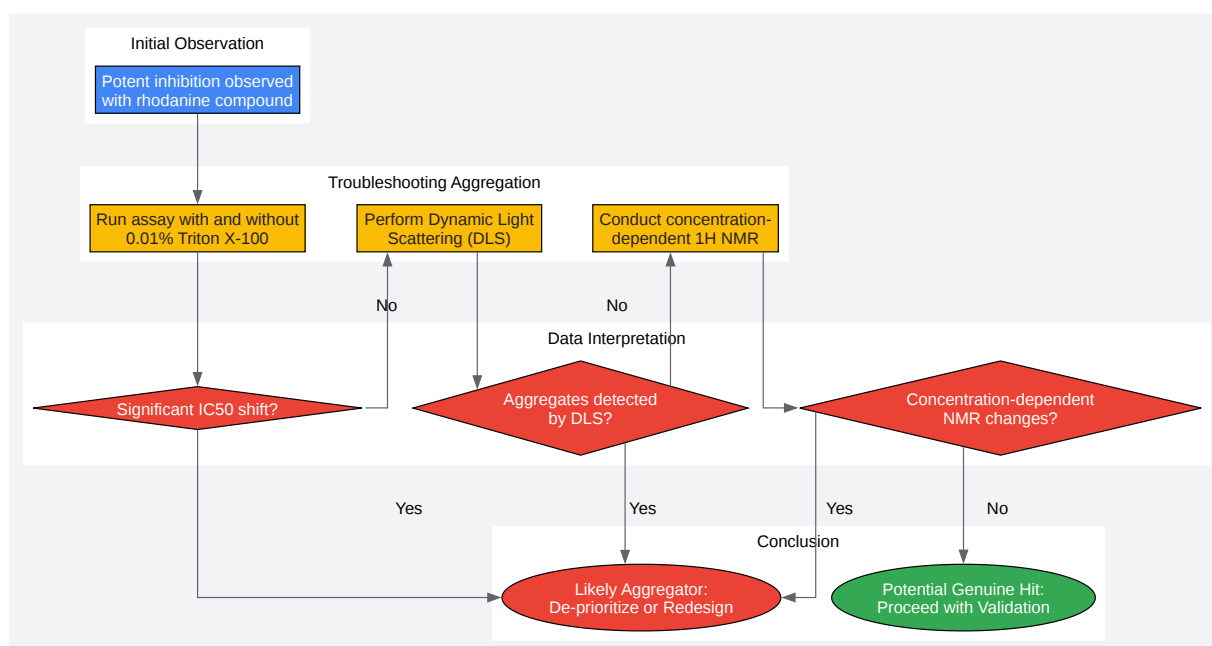 Initial Observation
Potent inhibition observed
with rhodanine compound
Troubleshooting Aggregation
Run assay with and without
0.01% Triton X-100
Perform Dynamic Light
Scattering (DLS)
Conduct concentration-
dependent 1H NMR
No
No
Data Interpretation
Significant IC50 shift?
Aggregates detected
by DLS?
Concentration-dependent
NMR changes?
Yes
Yes
Yes
No
Conclusion
Likely Aggregator:
De-prioritize or Redesign
Potential Genuine Hit:
Proceed with Validation